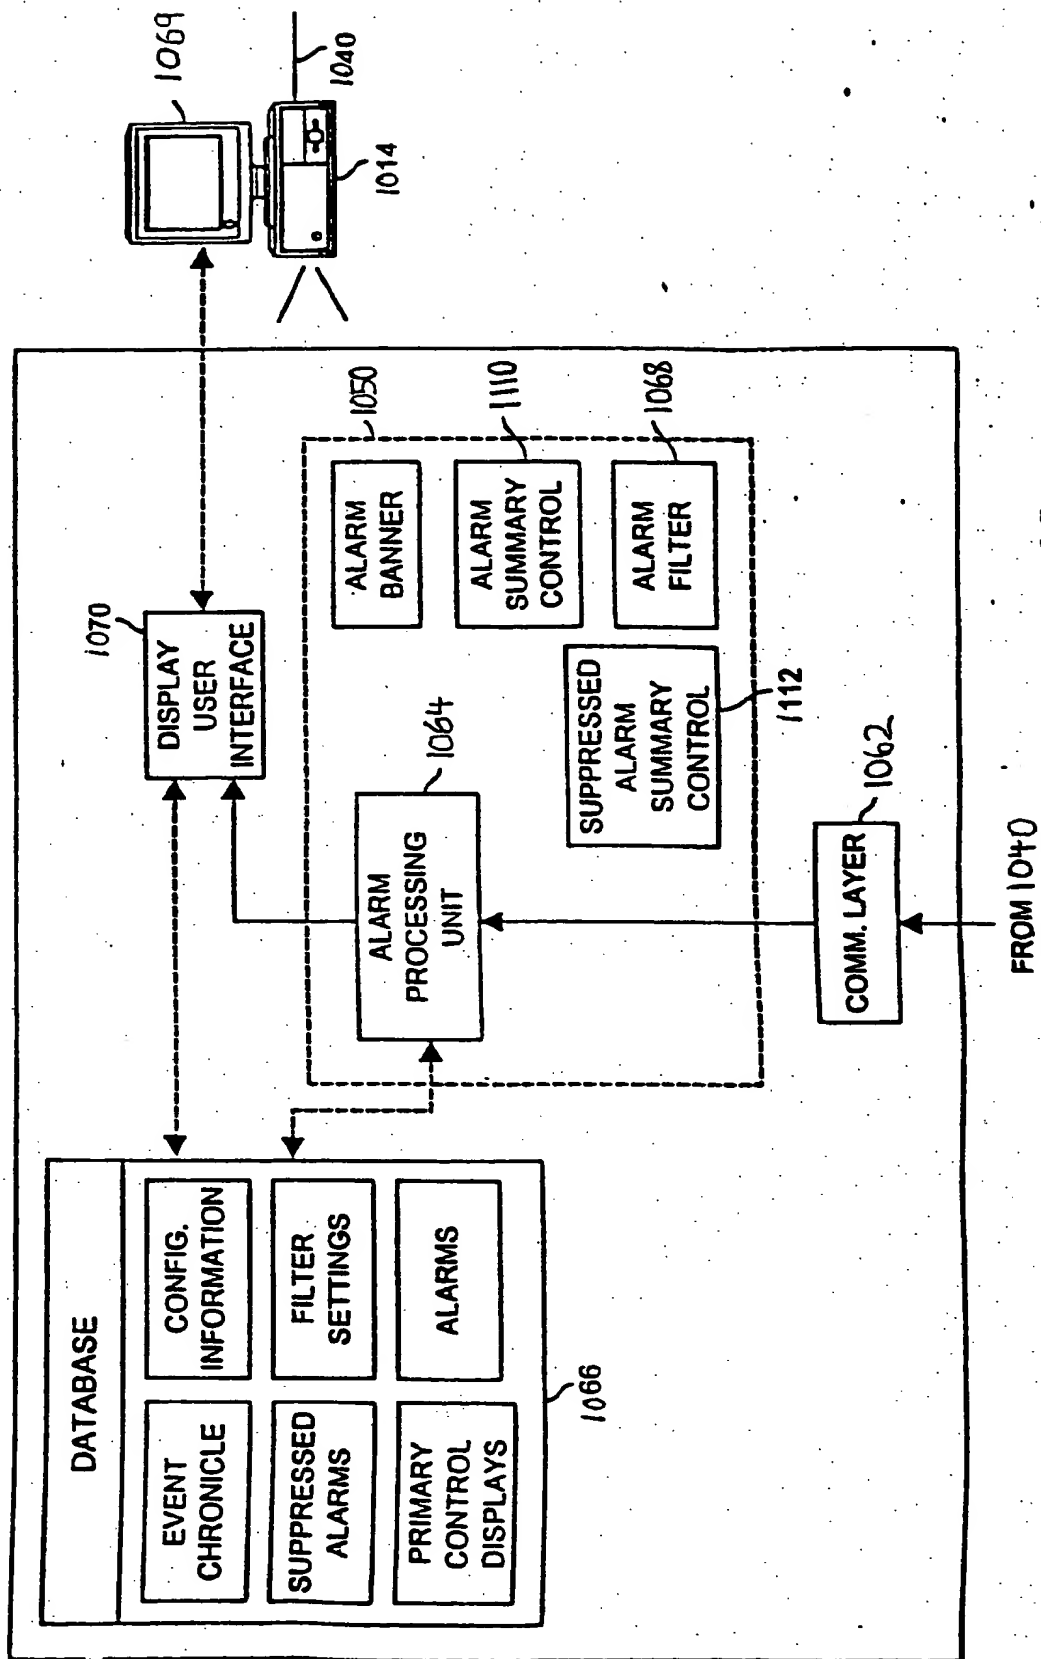 DATABASE
EVENT
CHRONICLE
CONFIG.
INFORMATION
SUPPRESSED
ALARMS
FILTER
SETTINGS
PRIMARY
CONTROL
DISPLAYS
ALARMS
1066
1070
DISPLAY
USER
INTERFACE
1069
1040
1014
ALARM
PROCESSING
UNIT
1064
ALARM
BANNER
1050
ALARM
SUMMARY
CONTROL
1110
SUPPRESSED
ALARM
SUMMARY
CONTROL
1112
ALARM
FILTER
1068
COMM. LAYER
1062
FROM 1040